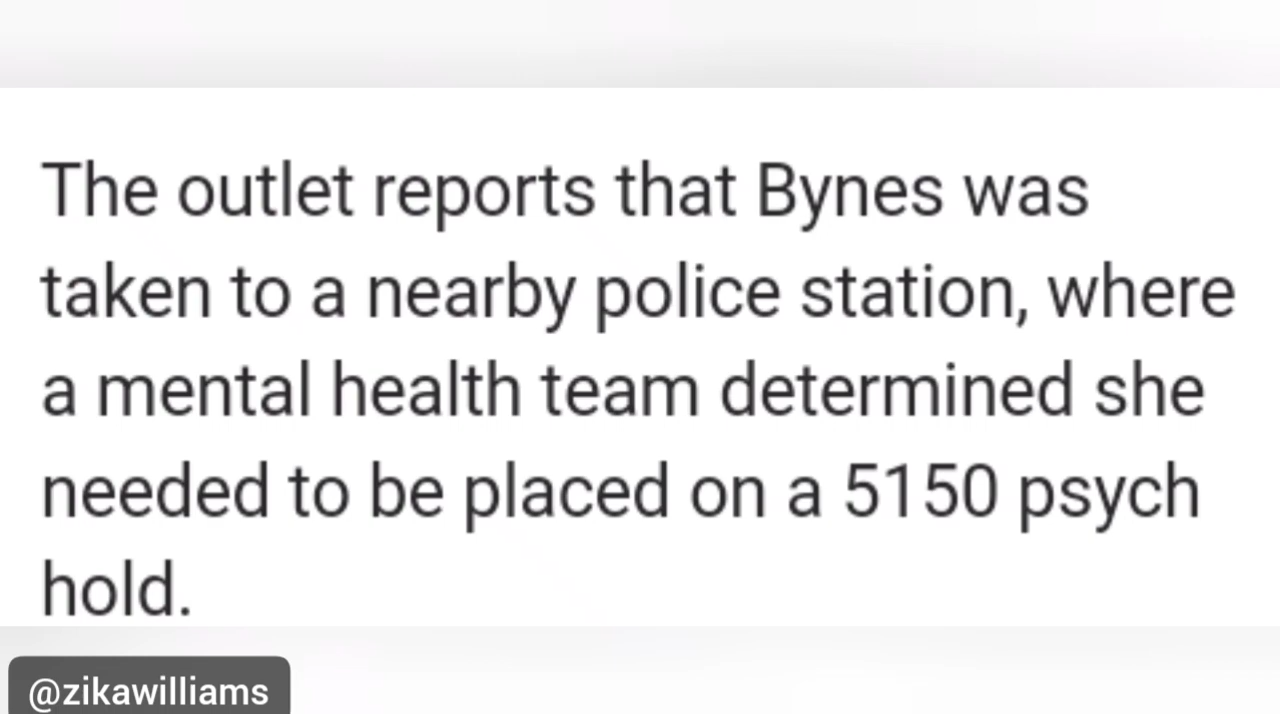 The outlet reports that Bynes was
taken to a nearby police station, where
a mental health team determined she
needed to be placed on a 5150 psych
hold.
@zikawilliams